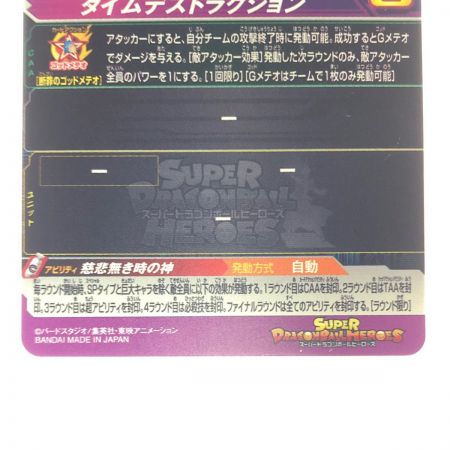 タイムデストラクション
CAA
カードアクション
ゴッドメテオ
[断罪のゴッドメテオ]
アタッカーにすると、自分チームの攻撃終了時に発動可能。成功するとGメテオ
でダメージを与える。[敵アタッカー効果]発動した次ラウンドのみ、敵アタッカー
全員のパワーを1にする。[1回限り][Gメテオはチームで1枚のみ発動可能]
ー
ユニット
ー
ー
ー
SUPER
DRAGONBALL
HEROES
スーパードラゴンボールヒーローズ
アビリティ 慈悲無き時の神 発動方式 自動
毎ラウンド開始時、SPタイプと巨大キャラを除く敵全員に以下の効果が発動する。1ラウンド目はCAAを封印。2ラウンド目はTAAを封
印。3ラウンド目は超アビリティを封印。4ラウンド目は必殺技を封印。ファイナルラウンドは全てのアビリティを封印する。[ラウンド限り]
©バードスタジオ/集英社・東映アニメーション
BANDAI MADE IN JAPAN
SUPER
DRAGONBALL HEROES
スーパードラゴンボールヒーローズ